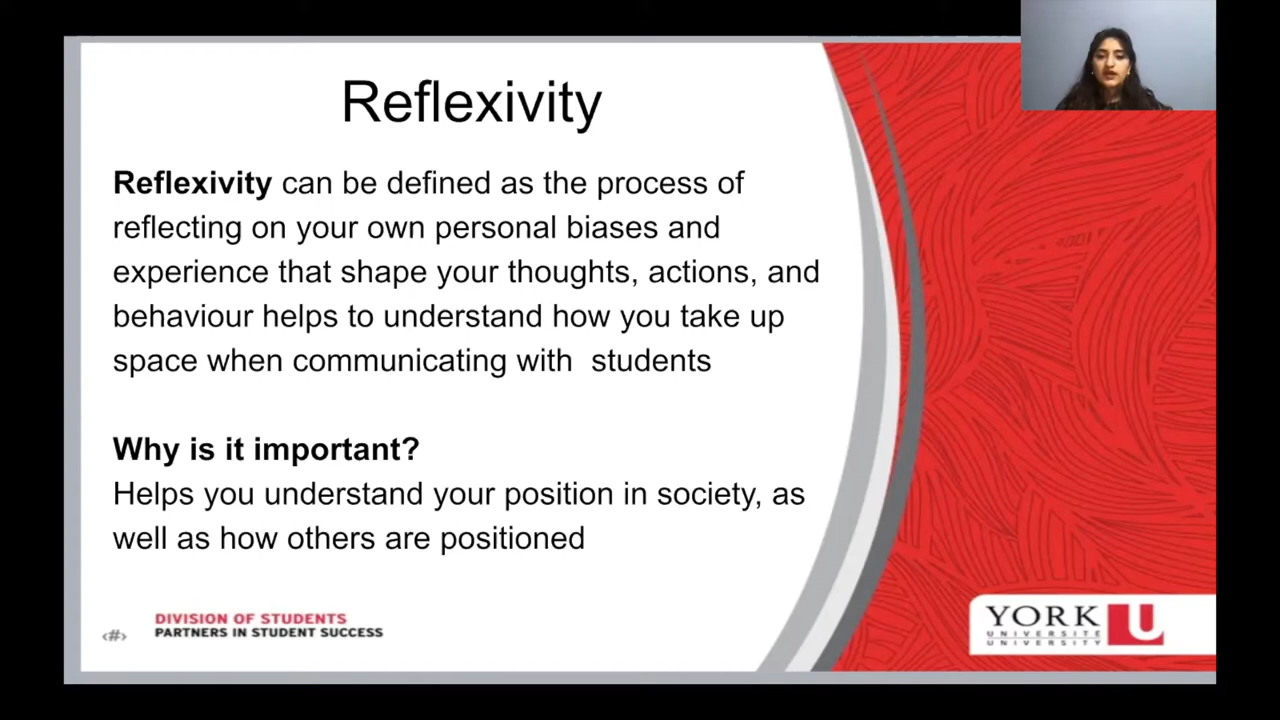 Reflexivity
Reflexivity can be defined as the process of
reflecting on your own personal biases and
experience that shape your thoughts, actions, and
behaviour helps to understand how you take up
space when communicating with  students
Why is it important?
Helps you understand your position in society, as
well as how others are positioned
‹#›
DIVISION OF STUDENTS
PARTNERS IN STUDENT SUCCESS
YORK U
UNIVERSITÉ
UNIVERSITY